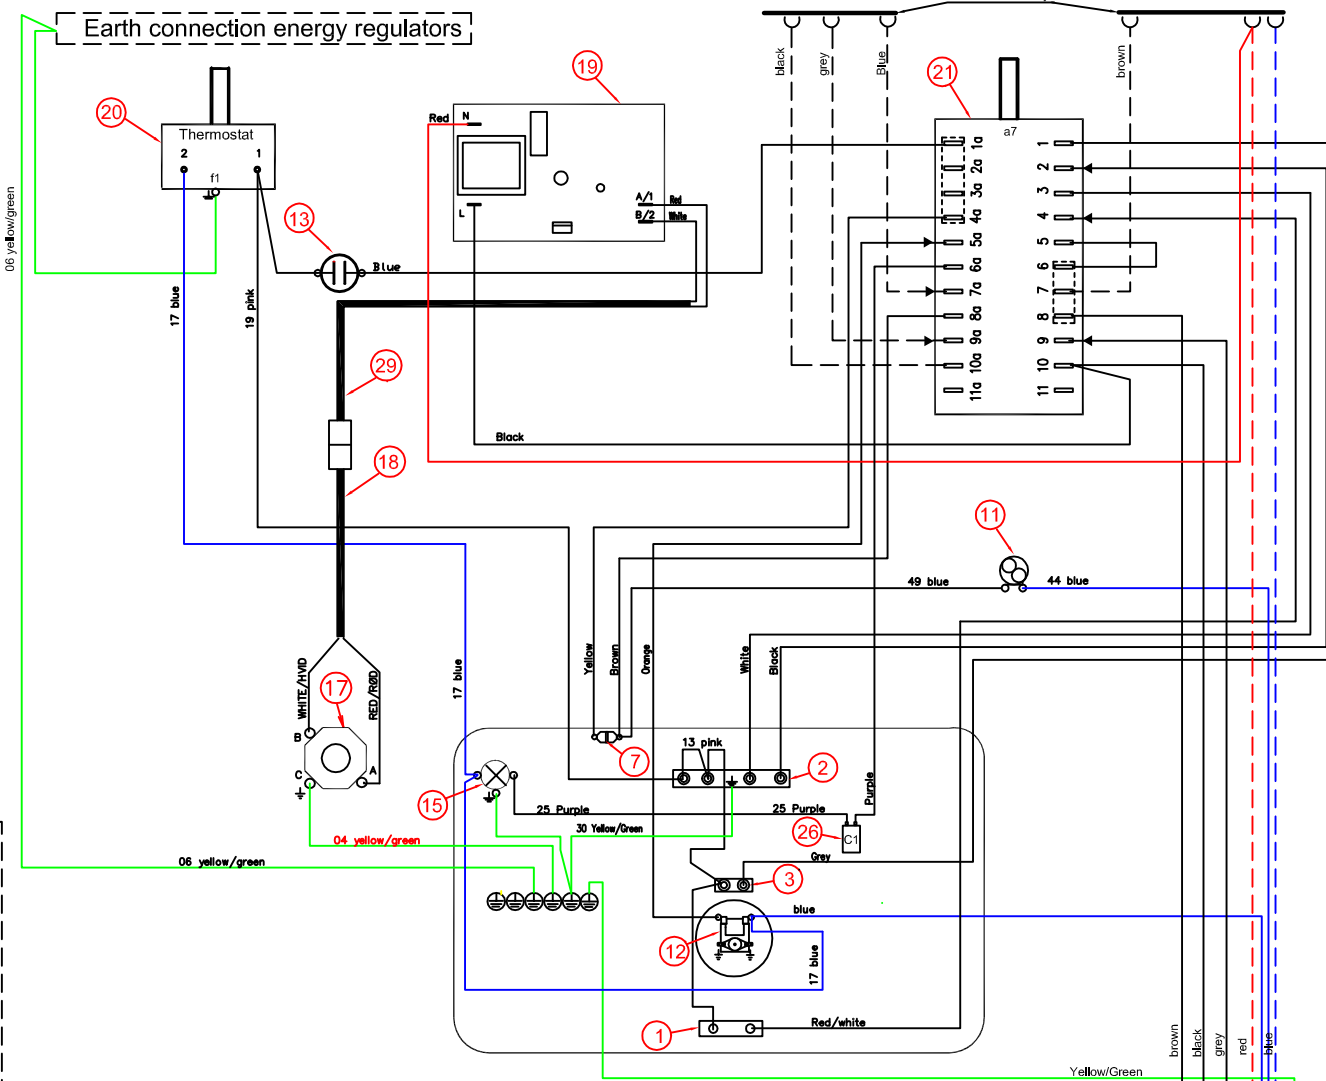 Earth connection energy regulators
black
grey
Blue
brown
19
21
20
Thermostat
2
1
f1
Red
N
L
A/1
Red
B/2
White
a7
1a
2a
3a
4a
5a
6a
7a
8a
9a
10a
11a
1
2
3
4
5
6
7
8
9
10
11
06 yellow/green
13
Blue
17 blue
19 pink
29
Black
18
11
49 blue
44 blue
Yellow
Brown
Orange
White
Black
17 blue
WHITE/HVID
RED/RØD
17
B
C
A
7
13 pink
2
15
25 Purple
25 Purple
Purple
30 Yellow/Green
26
C1
04 yellow/green
06 yellow/green
Grey
3
blue
12
17 blue
1
Red/white
brown
black
grey
red
blue
Yellow/Green